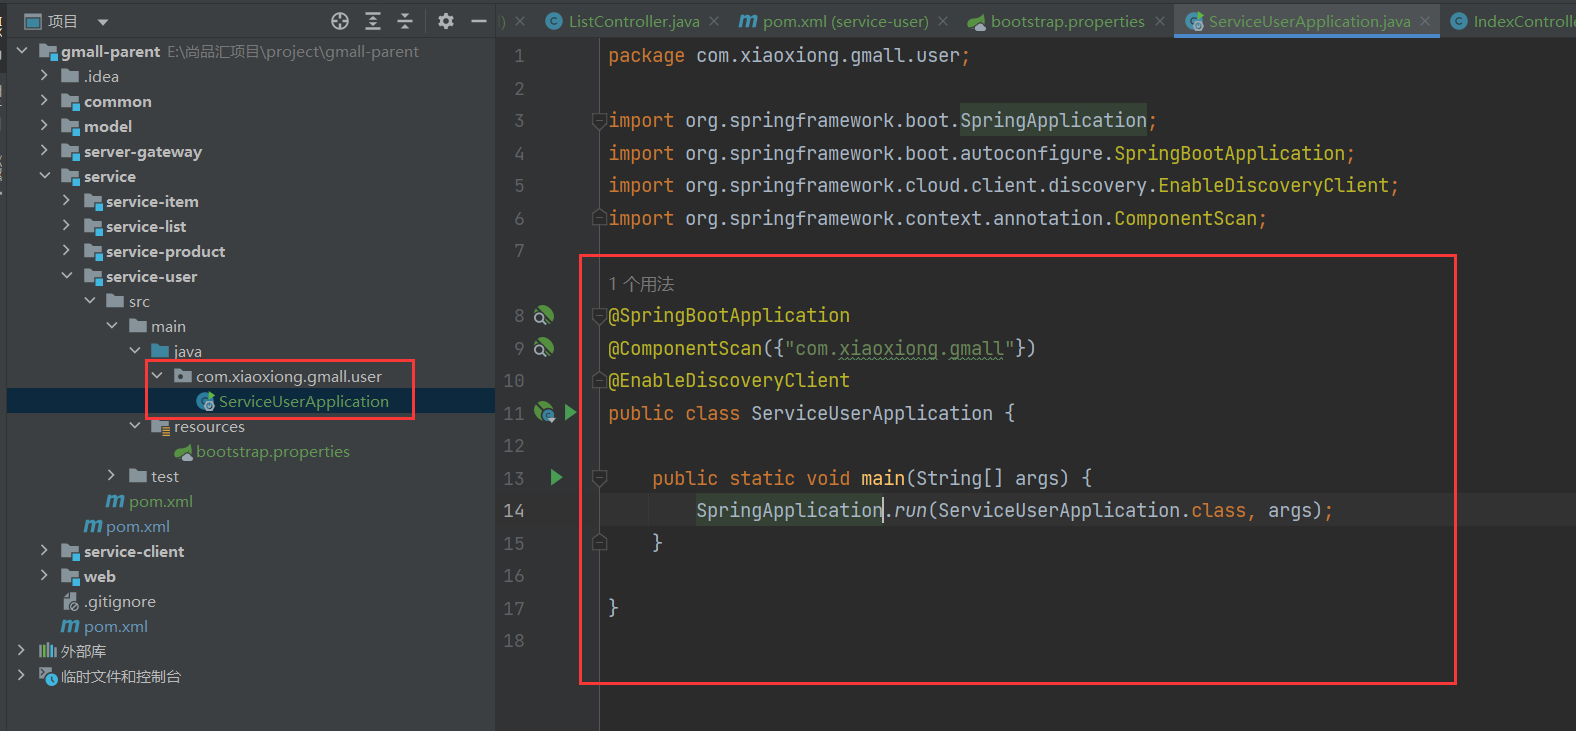 项目
gmall-parent E:\尚品汇项目\project\gmall-parent
.idea
common
model
server-gateway
service
service-item
service-list
service-product
service-user
src
main
java
com.xiaoxiong.gmall.user
ServiceUserApplication
resources
bootstrap.properties
test
pom.xml
pom.xml
service-client
web
.gitignore
pom.xml
外部库
临时文件和控制台
ListController.java pom.xml (service-user) bootstrap.properties ServiceUserApplication.java IndexControll
1 package com.xiaoxiong.gmall.user;
2
3 import org.springframework.boot.SpringApplication;
4 import org.springframework.boot.autoconfigure.SpringBootApplication;
5 import org.springframework.cloud.client.discovery.EnableDiscoveryClient;
6 import org.springframework.context.annotation.ComponentScan;
7
1 个用法
8 @SpringBootApplication
9 @ComponentScan({"com.xiaoxiong.gmall"})
10 @EnableDiscoveryClient
11 public class ServiceUserApplication {
12
13 public static void main(String[] args) {
14 SpringApplication.run(ServiceUserApplication.class, args);
15 }
16
17 }
18